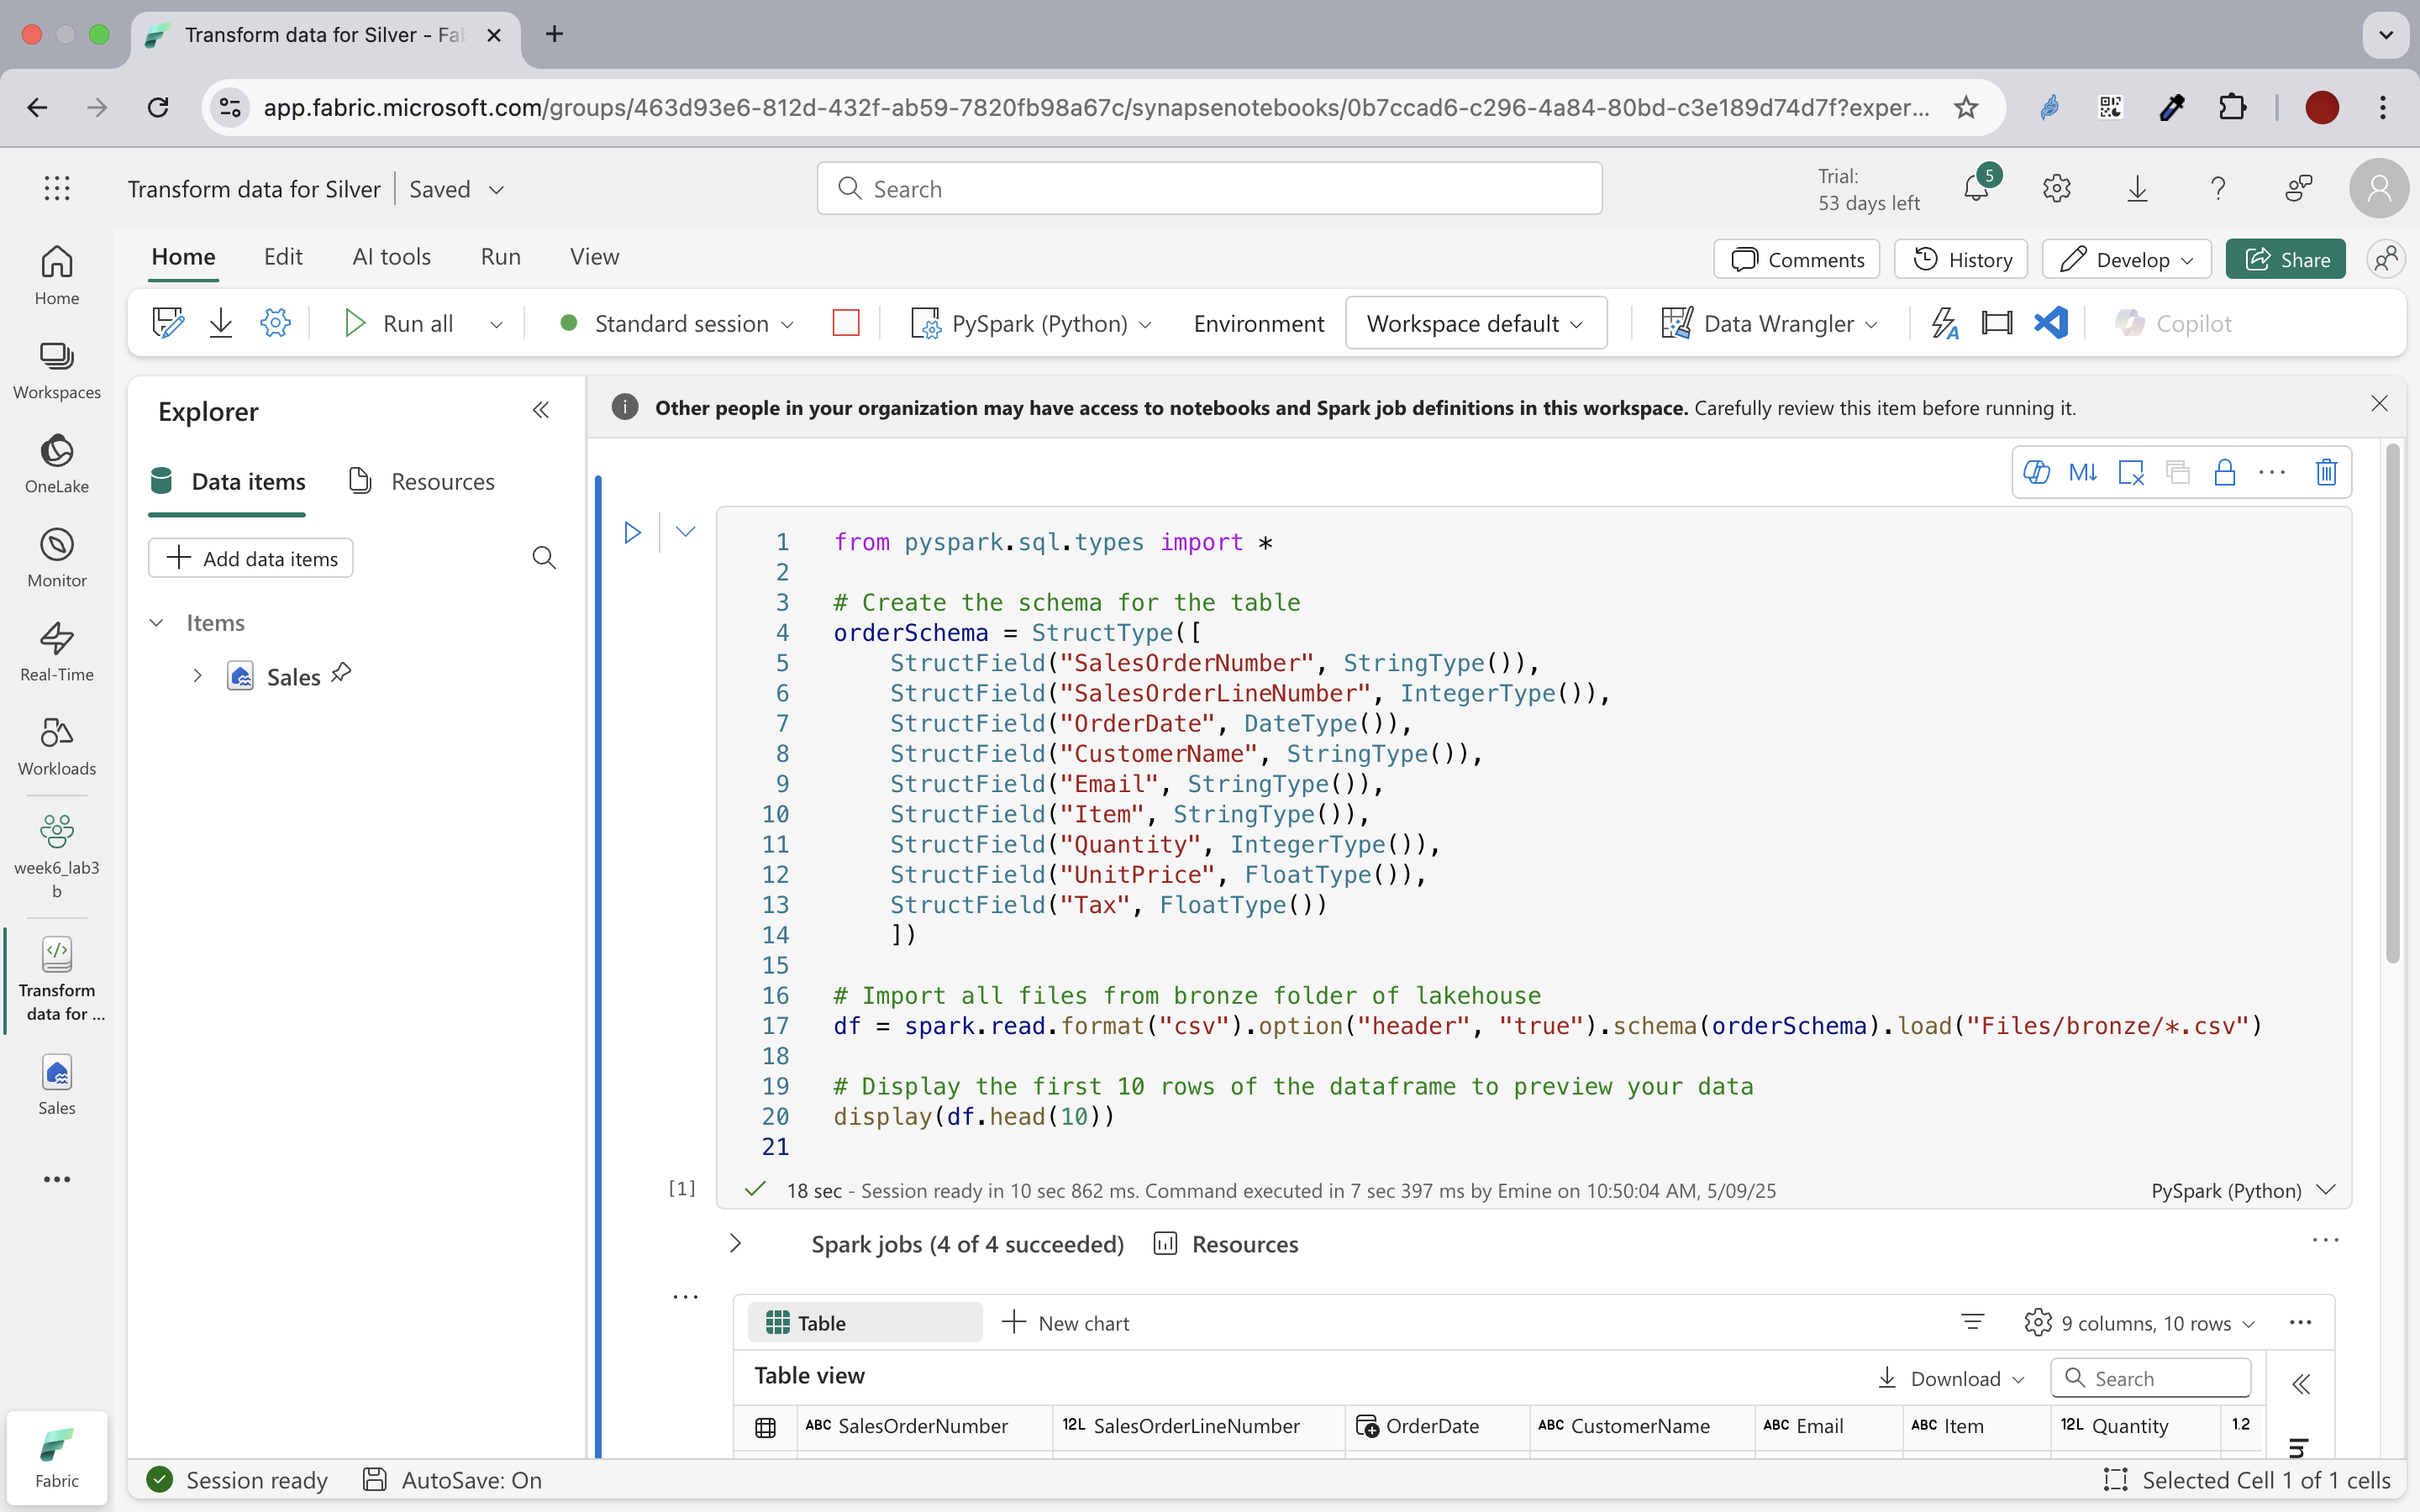 Transform data for Silver - Fa
app.fabric.microsoft.com/groups/463d93e6-812d-432f-ab59-7820fb98a67c/synapsenotebooks/0b7ccad6-c296-4a84-80bd-c3e189d74d7f?exper...
Transform data for Silver
Saved
Search
Trial:
53 days left
5
Home
Edit
AI tools
Run
View
Comments
History
Develop
Share
Run all
Standard session
PySpark (Python)
Environment
Workspace default
Data Wrangler
Copilot
Home
Workspaces
OneLake
Monitor
Real-Time
Workloads
week6_lab3
b
Transform
data for ...
Sales
Fabric
Explorer
Data items
Resources
Add data items
Items
Sales
Other people in your organization may have access to notebooks and Spark job definitions in this workspace. Carefully review this item before running it.
M↓
1 from pyspark.sql.types import *
2
3 # Create the schema for the table
4 orderSchema = StructType([
5     StructField("SalesOrderNumber", StringType()),
6     StructField("SalesOrderLineNumber", IntegerType()),
7     StructField("OrderDate", DateType()),
8     StructField("CustomerName", StringType()),
9     StructField("Email", StringType()),
10     StructField("Item", StringType()),
11     StructField("Quantity", IntegerType()),
12     StructField("UnitPrice", FloatType()),
13     StructField("Tax", FloatType())
14     ])
15
16 # Import all files from bronze folder of lakehouse
17 df = spark.read.format("csv").option("header", "true").schema(orderSchema).load("Files/bronze/*.csv")
18
19 # Display the first 10 rows of the dataframe to preview your data
20 display(df.head(10))
21
[1]
18 sec - Session ready in 10 sec 862 ms. Command executed in 7 sec 397 ms by Emine on 10:50:04 AM, 5/09/25
PySpark (Python)
Spark jobs (4 of 4 succeeded)
Resources
Table
New chart
9 columns, 10 rows
Table view
Download
Search
ABC SalesOrderNumber
12L SalesOrderLineNumber
OrderDate
ABC CustomerName
ABC Email
ABC Item
12L Quantity
1.2
Session ready
AutoSave: On
Selected Cell 1 of 1 cells